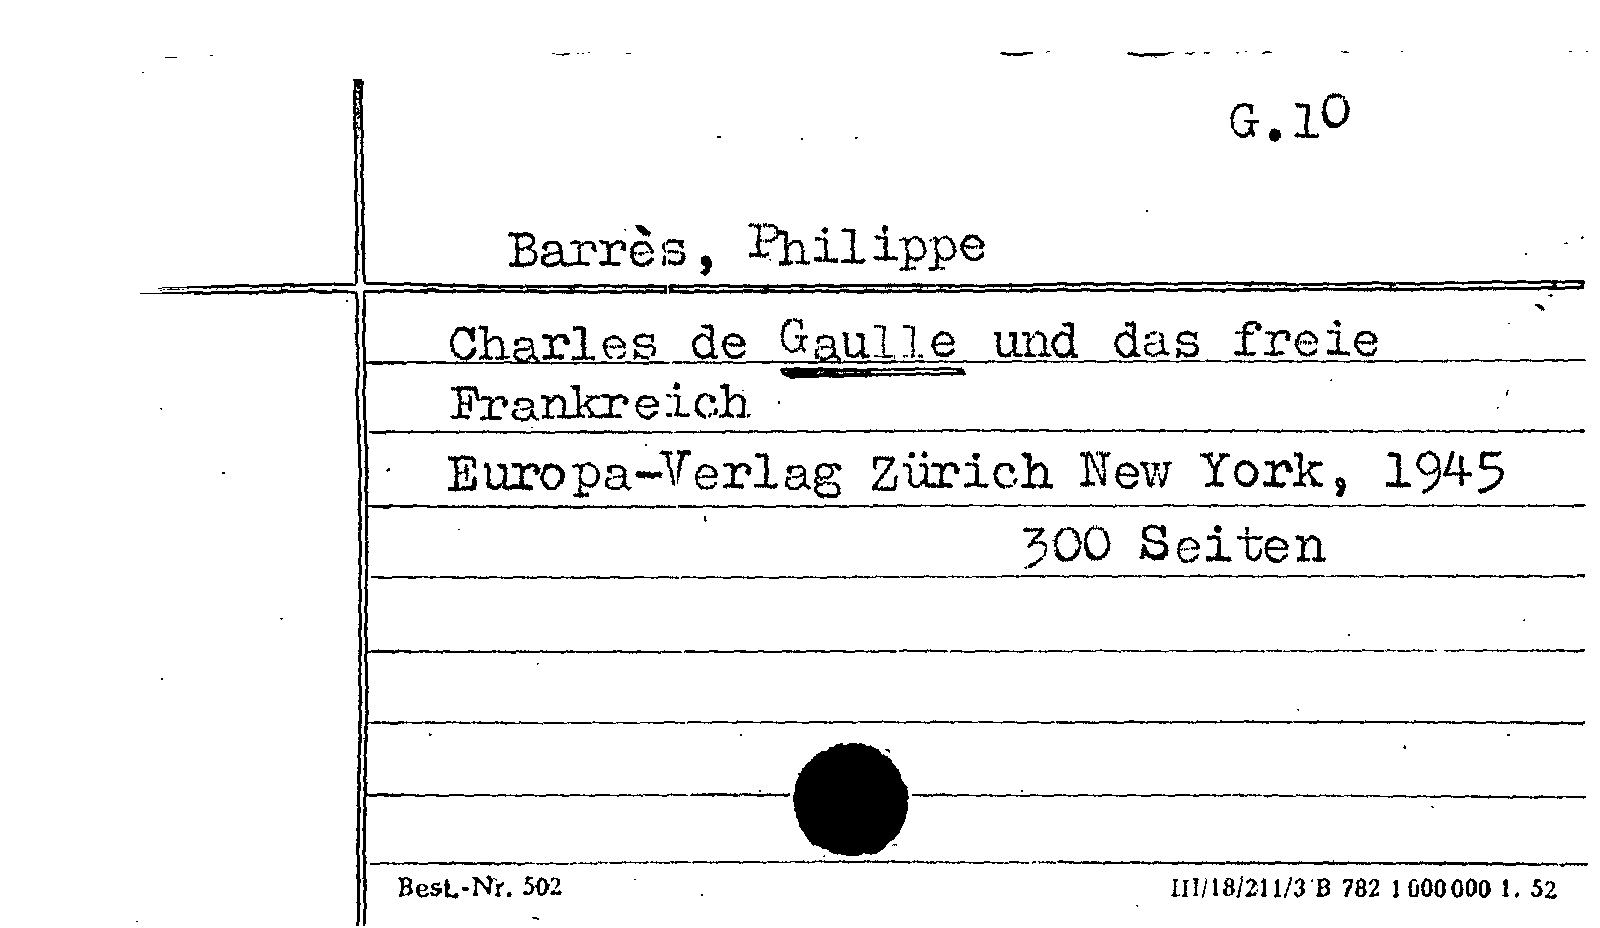 G.10
Barrès, Philippe
Charles de Gaulle und das freie
Frankreich
Europa-Verlag Zürich New York, 1945
300 Seiten
Best.-Nr. 502
III/18/211/3 B 782 1 000 000 1. 52